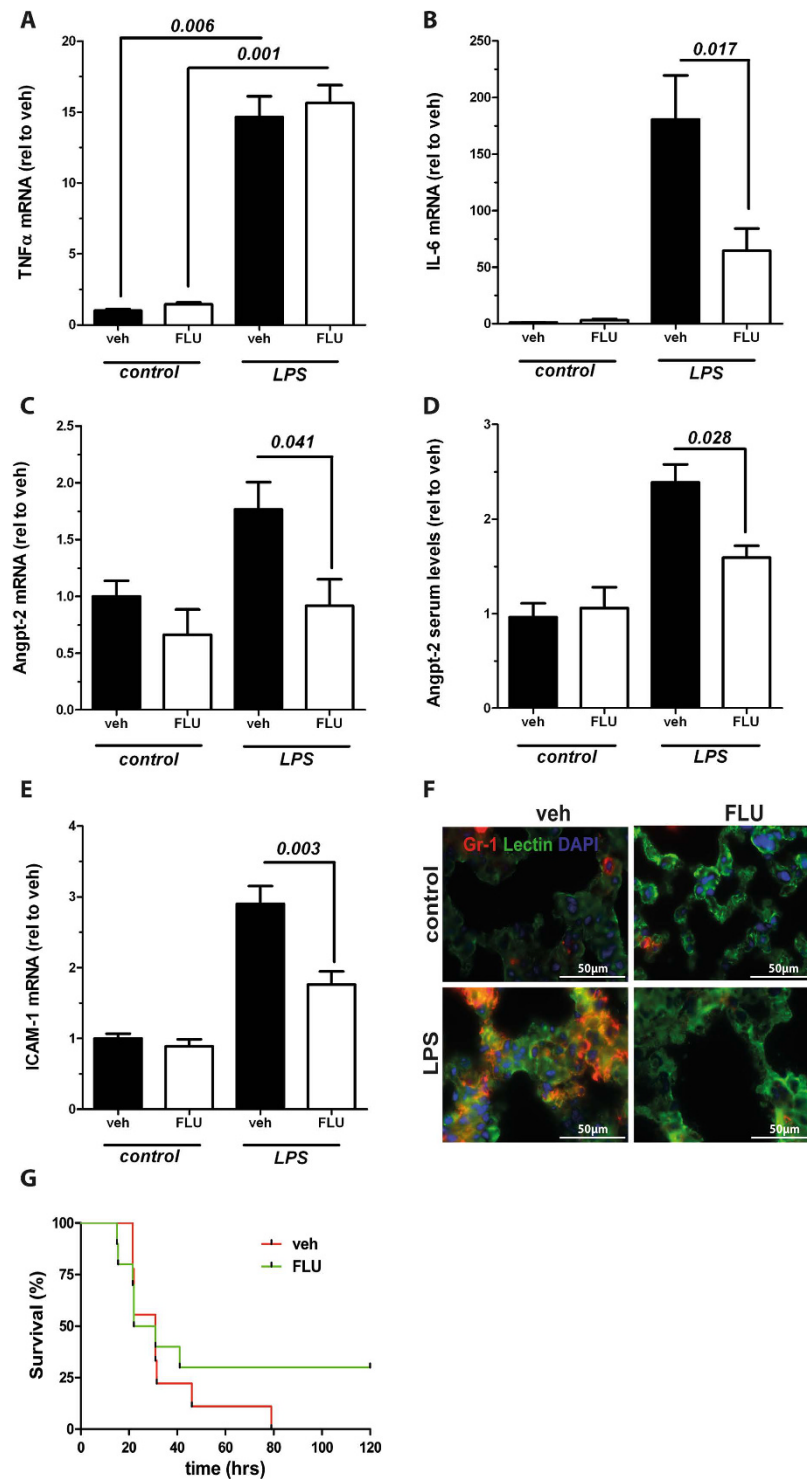 A
0.006
0.001
20
15
10
5
0
TNFα mRNA (rel to veh)
veh FLU veh FLU
control LPS
B
0.017
250
200
150
100
50
0
IL-6 mRNA (rel to veh)
veh FLU veh FLU
control LPS
C
0.041
2.5
2.0
1.5
1.0
0.5
0.0
Angpt-2 mRNA (rel to veh)
veh FLU veh FLU
control LPS
D
0.028
3
2
1
0
Angpt-2 serum levels (rel to veh)
veh FLU veh FLU
control LPS
E
0.003
4
3
2
1
0
ICAM-1 mRNA (rel to veh)
veh FLU veh FLU
control LPS
F
veh FLU
Gr-1 Lectin DAPI
control
50µm 50µm
LPS
50µm 50µm
G
100
75
50
25
0
Survival (%)
veh
FLU
0 20 40 60 80 100 120
time (hrs)